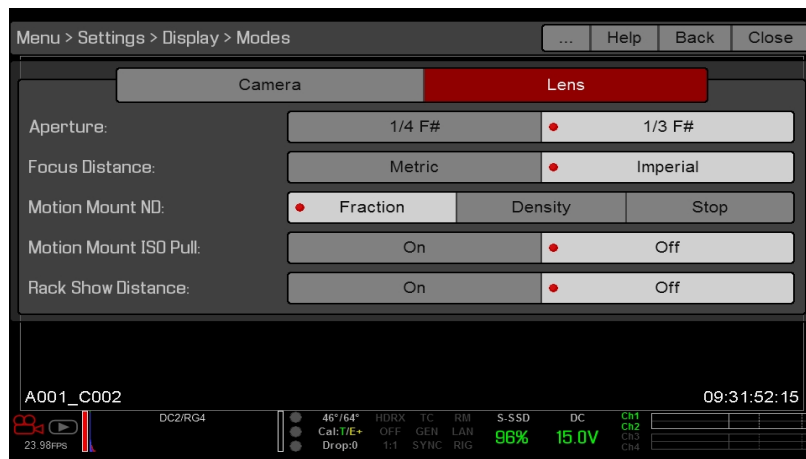 Menu > Settings > Display > Modes ... Help Back Close
Camera Lens
Aperture: 1/4 F# 1/3 F#
Focus Distance: Metric Imperial
Motion Mount ND: Fraction Density Stop
Motion Mount ISO Pull: On Off
Rack Show Distance: On Off
A001_C002 09:31:52:15
DC2/RG4 46°/64° HDRX TC RM S-SSD DC Ch1
Cal:T/E+ OFF GEN LAN 96% 15.0V Ch2
23.98FPS Drop:0 1:1 SYNC RIG Ch3
Ch4